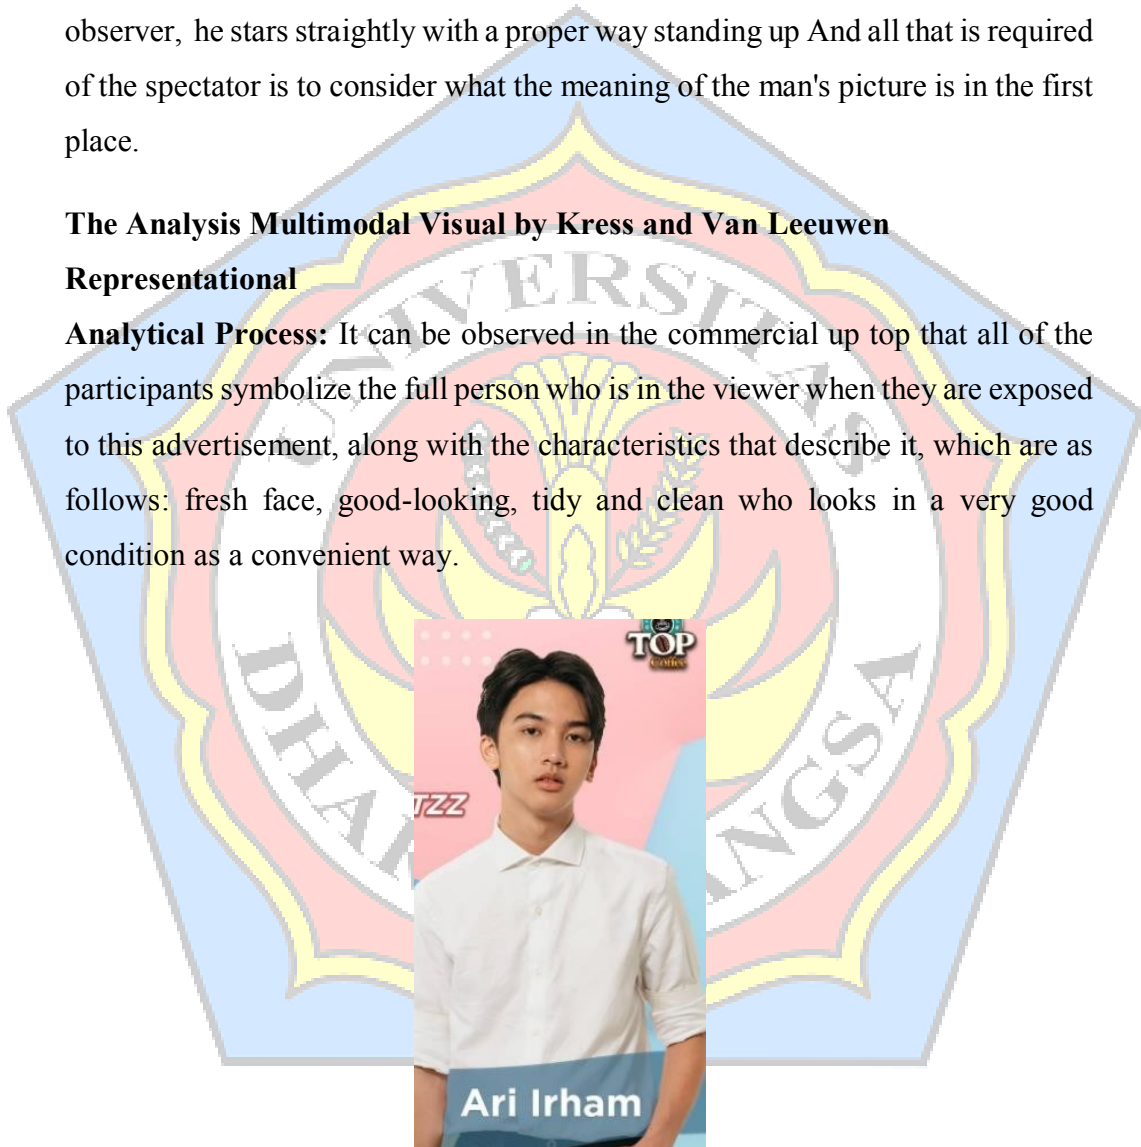 observer, he stars straightly with a proper way standing up And all that is required
of the spectator is to consider what the meaning of the man's picture is in the first
place.
The Analysis Multimodal Visual by Kress and Van Leeuwen
Representational
Analytical Process: It can be observed in the commercial up top that all of the
participants symbolize the full person who is in the viewer when they are exposed
to this advertisement, along with the characteristics that describe it, which are as
follows: fresh face, good-looking, tidy and clean who looks in a very good
condition as a convenient way.
UNIVERSITAS
TOP
TZZ
Ari Irham